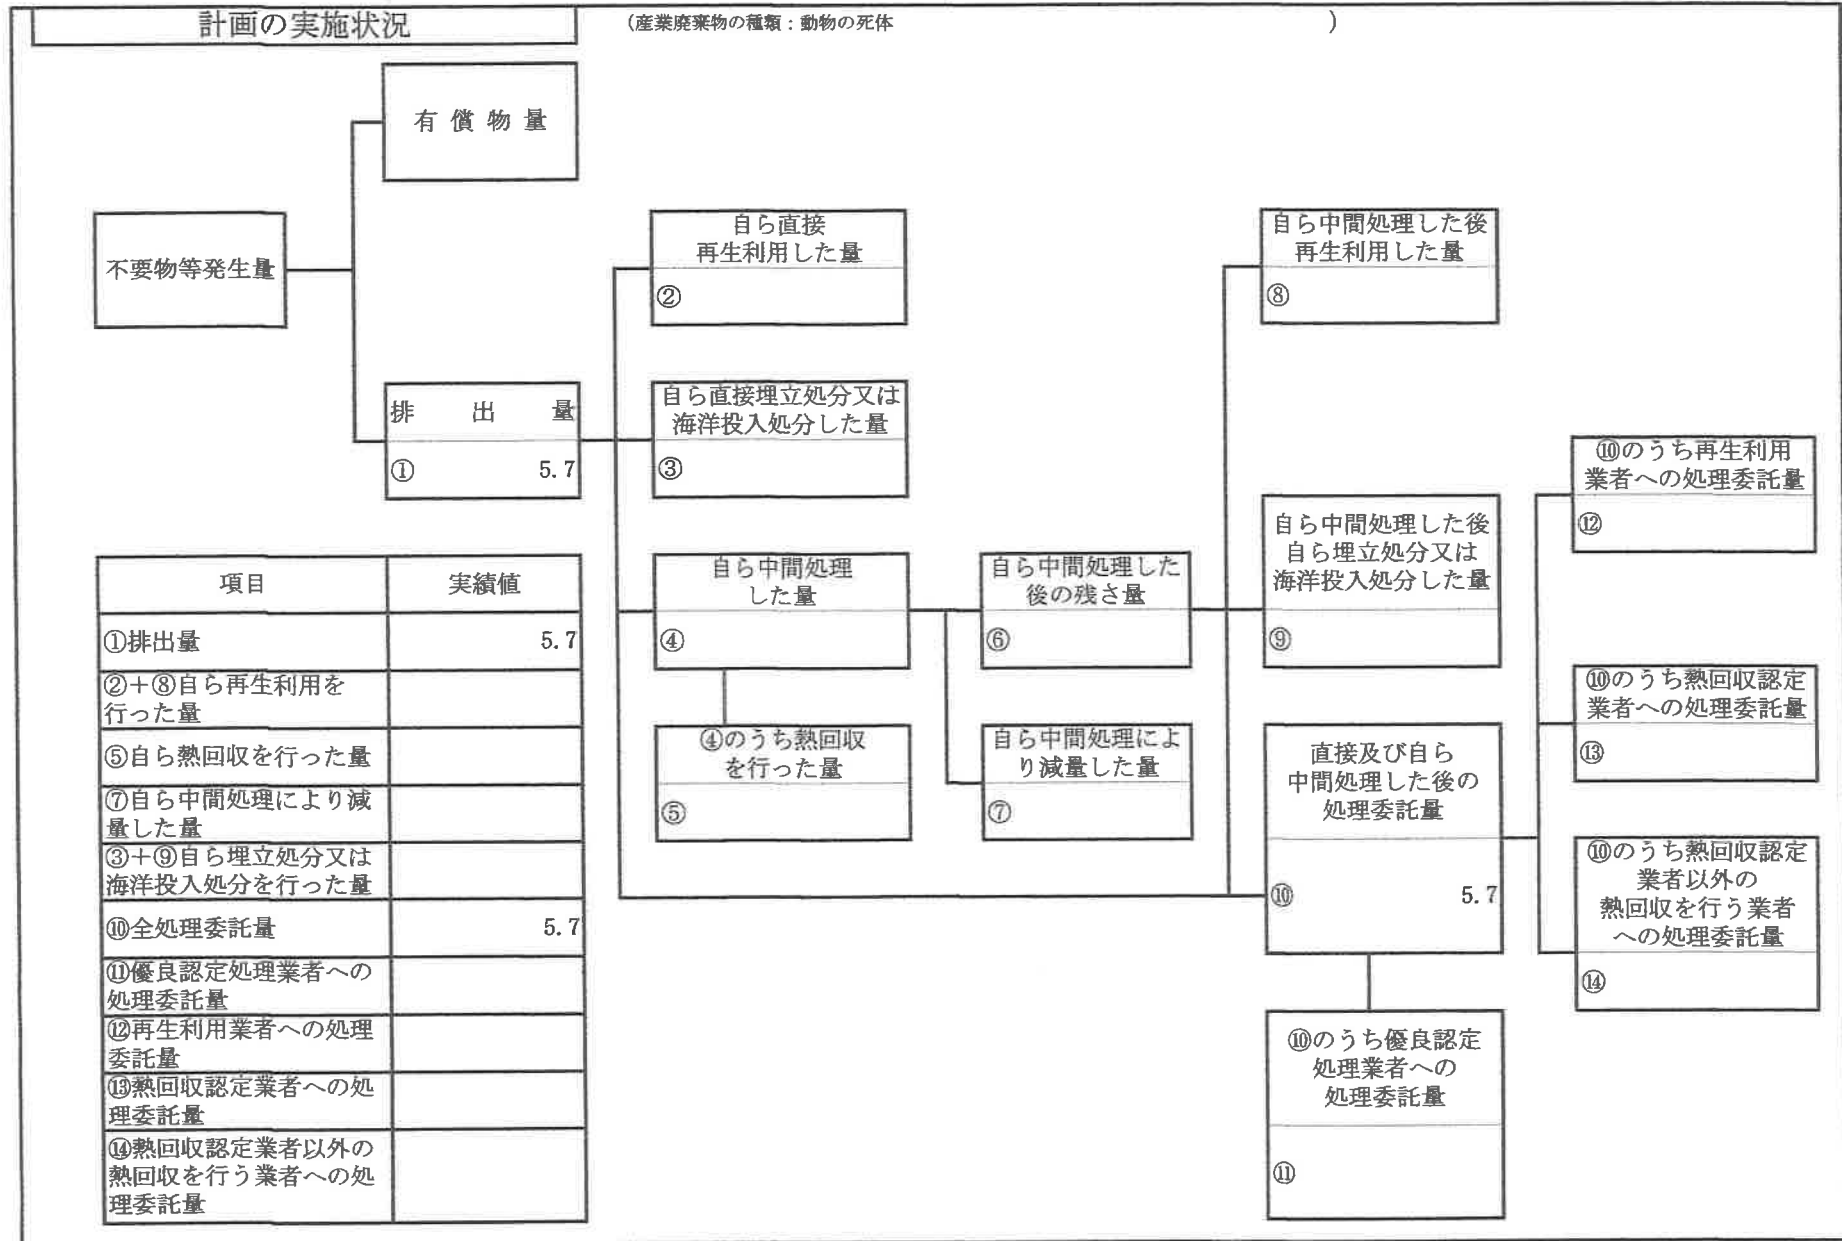 計画の実施状況
(産業廃棄物の種類：動物の死体 )
有償物量
不要物等発生量
排出量
① 5.7
自ら直接
再生利用した量
②
自ら直接埋立処分又は
海洋投入処分した量
③
自ら中間処理
した量
④
④のうち熱回収
を行った量
⑤
自ら中間処理した
後の残さ量
⑥
自ら中間処理によ
り減量した量
⑦
自ら中間処理した後
再生利用した量
⑧
自ら中間処理した後
自ら埋立処分又は
海洋投入処分した量
⑨
直接及び自ら
中間処理した後の
処理委託量
⑩ 5.7
⑩のうち優良認定
処理業者への
処理委託量
⑪
⑩のうち再生利用
業者への処理委託量
⑫
⑩のうち熱回収認定
業者への処理委託量
⑬
⑩のうち熱回収認定
業者以外の
熱回収を行う業者
への処理委託量
⑭
項目 実績値
①排出量 5.7
②＋⑧自ら再生利用を
行った量
⑤自ら熱回収を行った量
⑦自ら中間処理により減
量した量
③＋⑨自ら埋立処分又は
海洋投入処分を行った量
⑩全処理委託量 5.7
⑪優良認定処理業者への
処理委託量
⑫再生利用業者への処理
委託量
⑬熱回収認定業者への処
理委託量
⑭熱回収認定業者以外の
熱回収を行う業者への処
理委託量